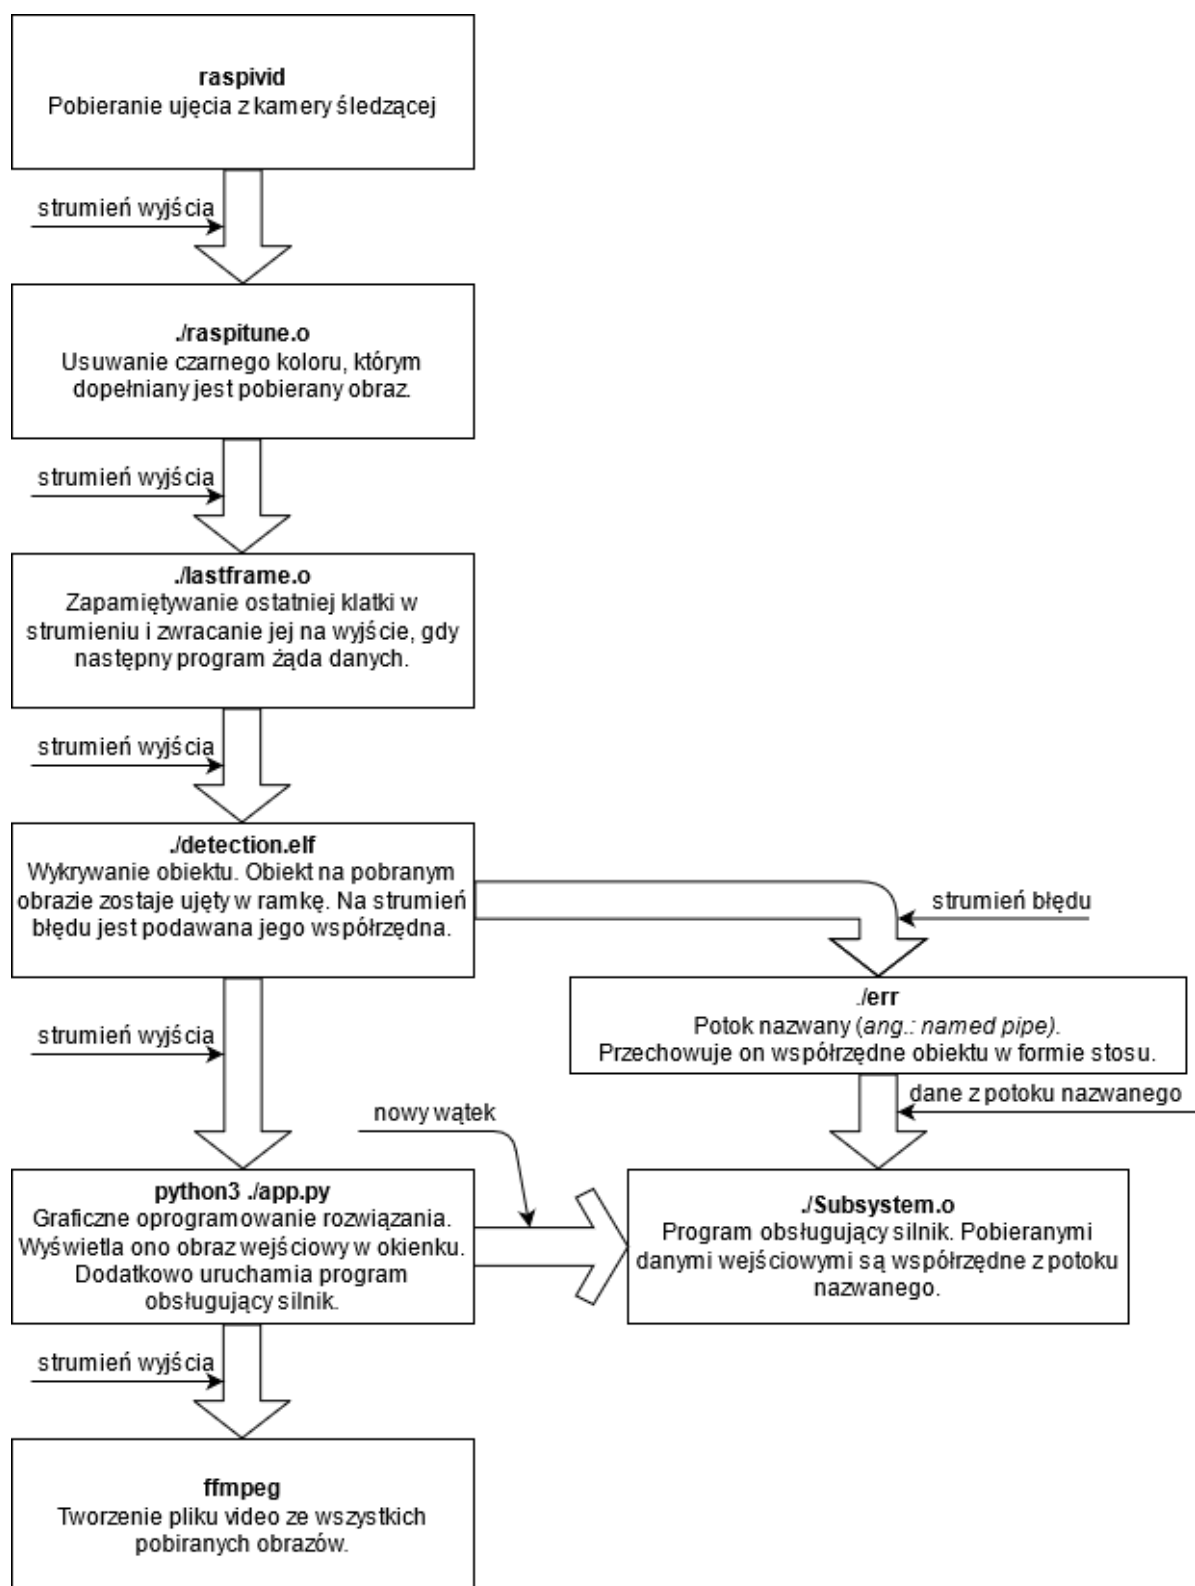 raspivid
Pobieranie ujęcia z kamery śledzącej
strumień wyjścia
./raspitune.o
Usuwanie czarnego koloru, którym
dopełniany jest pobierany obraz.
strumień wyjścia
./lastframe.o
Zapamiętywanie ostatniej klatki w
strumieniu i zwracanie jej na wyjście, gdy
następny program żąda danych.
strumień wyjścia
./detection.elf
Wykrywanie obiektu. Obiekt na pobranym
obrazie zostaje ujęty w ramkę. Na strumień
błędu jest podawana jego współrzędna.
strumień błędu
./err
Potok nazwany (ang.: named pipe).
Przechowuje on współrzędne obiektu w formie stosu.
strumień wyjścia
dane z potoku nazwanego
nowy wątek
python3 ./app.py
Graficzne oprogramowanie rozwiązania.
Wyświetla ono obraz wejściowy w okienku.
Dodatkowo uruchamia program
obsługujący silnik.
./Subsystem.o
Program obsługujący silnik. Pobieranymi
danymi wejściowymi są współrzędne z potoku
nazwanego.
strumień wyjścia
ffmpeg
Tworzenie pliku video ze wszystkich
pobiranych obrazów.